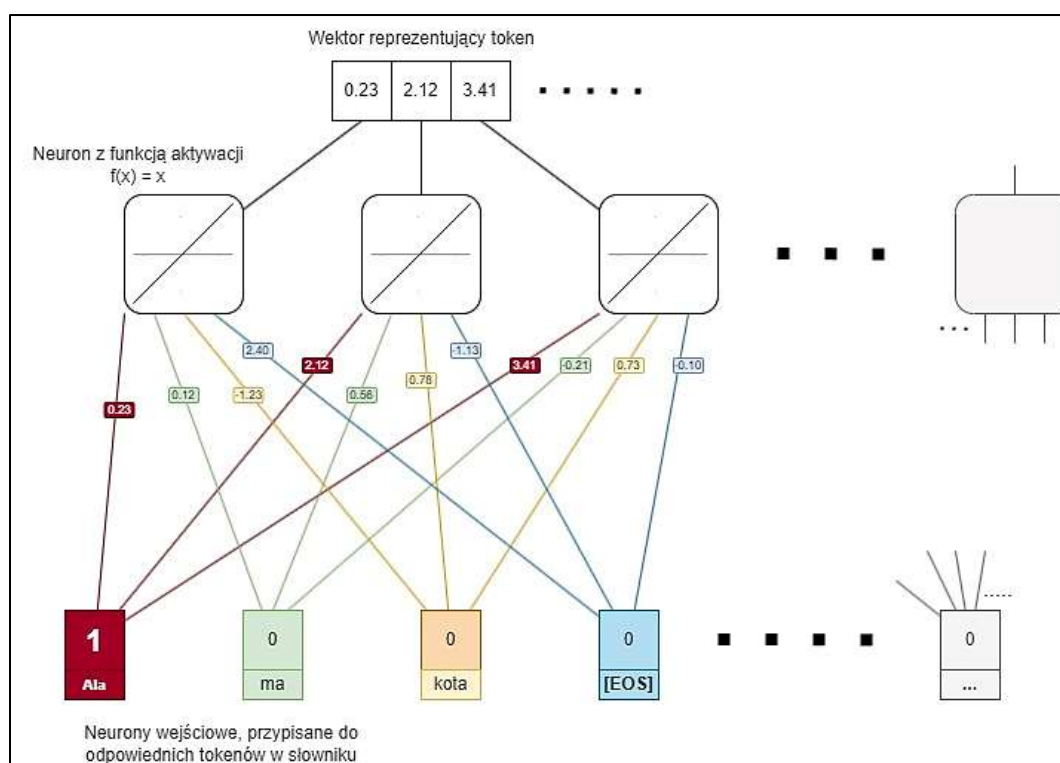 Wektor reprezentujący token
0.23 2.12 3.41
Neuron z funkcją aktywacji
f(x) = x
2.40 2.12 -1.13 3.41 -0.21 0.73 -0.10
0.12 -1.23 0.56 0.78
0.23
1 0 0 0 0
Ala ma kota [EOS] ...
Neurony wejściowe, przypisane do
odpowiednich tokenów w słowniku